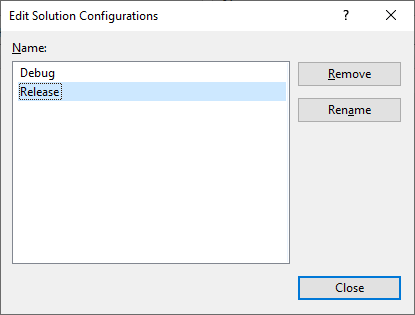 Edit Solution Configurations
?
Name:
Debug
Release
Remove
Rename
Close